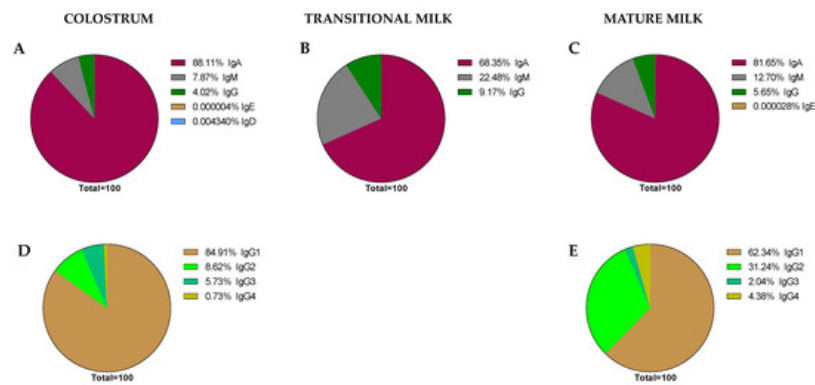 COLOSTRUM
TRANSITIONAL MILK
MATURE MILK
A
88.11% IgA
7.87% IgM
4.02% IgG
0.000004% IgE
0.004340% IgD
Total=100
B
68.35% IgA
22.48% IgM
9.17% IgG
Total=100
C
81.65% IgA
12.70% IgM
5.65% IgG
0.000028% IgE
Total=100
D
84.91% IgG1
8.62% IgG2
5.73% IgG3
0.73% IgG4
Total=100
E
62.34% IgG1
31.24% IgG2
2.04% IgG3
4.38% IgG4
Total=100